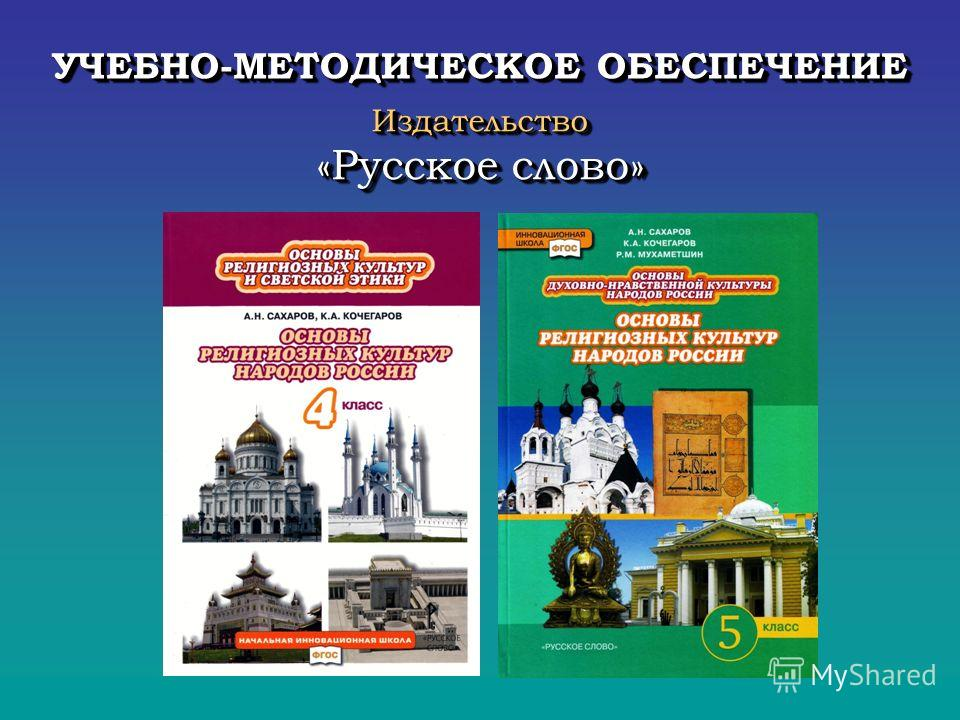 УЧЕБНО-МЕТОДИЧЕСКОЕ ОБЕСПЕЧЕНИЕ
Издательство
«Русское слово»
ОСНОВЫ
РЕЛИГИОЗНЫХ КУЛЬТУР
И СВЕТСКОЙ ЭТИКИ
А.Н. САХАРОВ, К.А. КОЧЕГАРОВ
ОСНОВЫ
РЕЛИГИОЗНЫХ КУЛЬТУР
НАРОДОВ РОССИИ
4 класс
«РУССКОЕ
СЛОВО»
НАЧАЛЬНАЯ ИННОВАЦИОННАЯ ШКОЛА
ФГОС
ИННОВАЦИОННАЯ
ШКОЛА
ФГОС
А.Н. САХАРОВ
К.А. КОЧЕГАРОВ
Р.М. МУХАМЕТШИН
ОСНОВЫ
ДУХОВНО-НРАВСТВЕННОЙ КУЛЬТУРЫ
НАРОДОВ РОССИИ
ОСНОВЫ
РЕЛИГИОЗНЫХ КУЛЬТУР
НАРОДОВ РОССИИ
5 класс
«РУССКОЕ СЛОВО»
MyShared